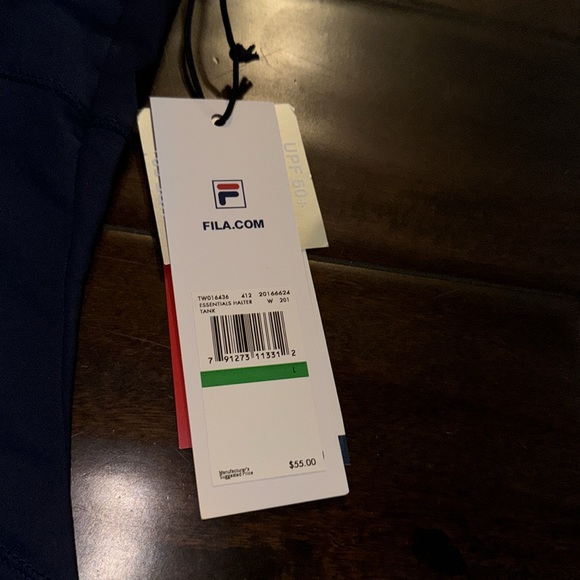 UPF 50+
FILA.COM
TW016436 412 20166624
ESSENTIALS HALTER W 201
TANK
7 91273 11331 2
L
Manufacturer's
Suggested Price
$55.00